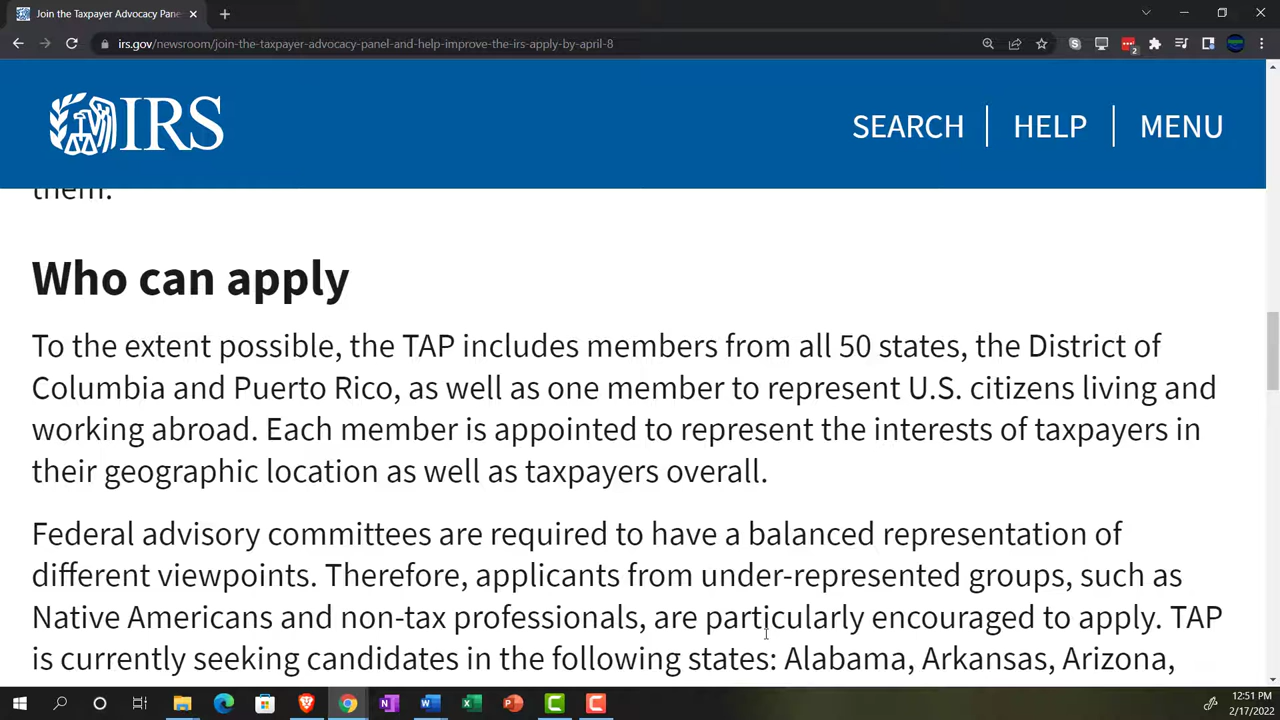 Join the Taxpayer Advocacy Pane
irs.gov/newsroom/join-the-taxpayer-advocacy-panel-and-help-improve-the-irs-apply-by-april-8
2
IRS
SEARCH HELP MENU
them.
Who can apply
To the extent possible, the TAP includes members from all 50 states, the District of
Columbia and Puerto Rico, as well as one member to represent U.S. citizens living and
working abroad. Each member is appointed to represent the interests of taxpayers in
their geographic location as well as taxpayers overall.
Federal advisory committees are required to have a balanced representation of
different viewpoints. Therefore, applicants from under-represented groups, such as
Native Americans and non-tax professionals, are particularly encouraged to apply. TAP
is currently seeking candidates in the following states: Alabama, Arkansas, Arizona,
12:51 PM
2/17/2022